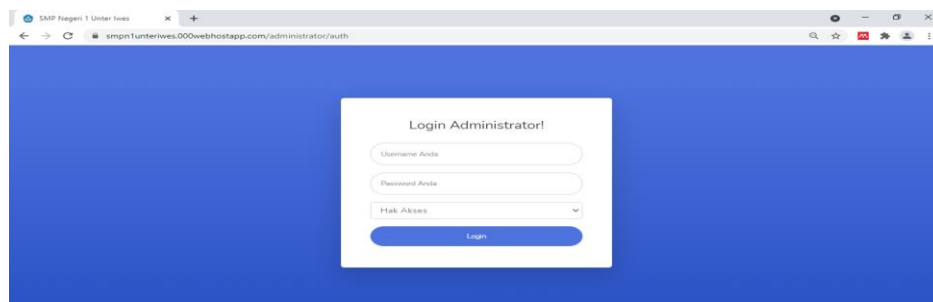 SMP Negeri 1 Unter Iwes
smpn1unteriwes.000webhostapp.com/administrator/auth
Login Administrator!
Username Anda
Password Anda
Hak Akses
Login